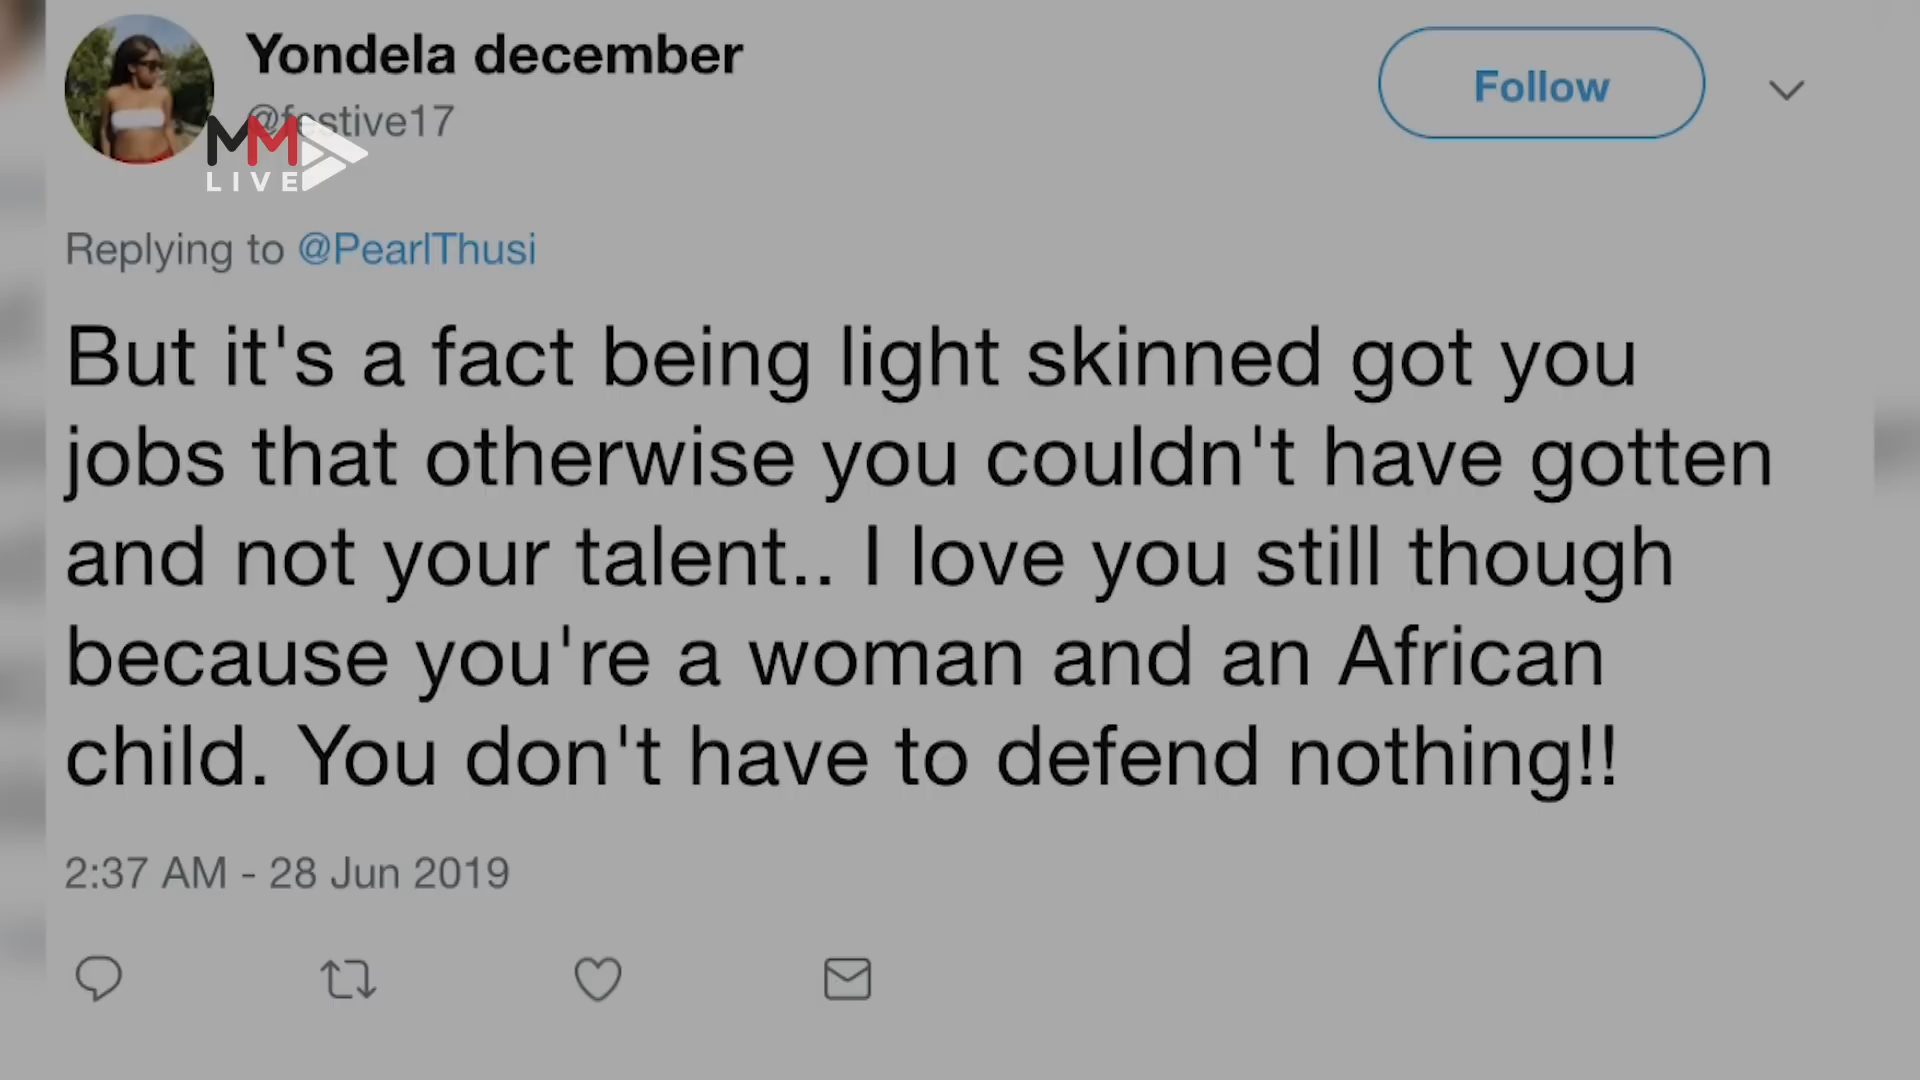 Yondela december
@festive17
Follow
MM
LIVE
Replying to @PearlThusi
But it's a fact being light skinned got you
jobs that otherwise you couldn't have gotten
and not your talent.. I love you still though
because you're a woman and an African
child. You don't have to defend nothing!!
2:37 AM - 28 Jun 2019